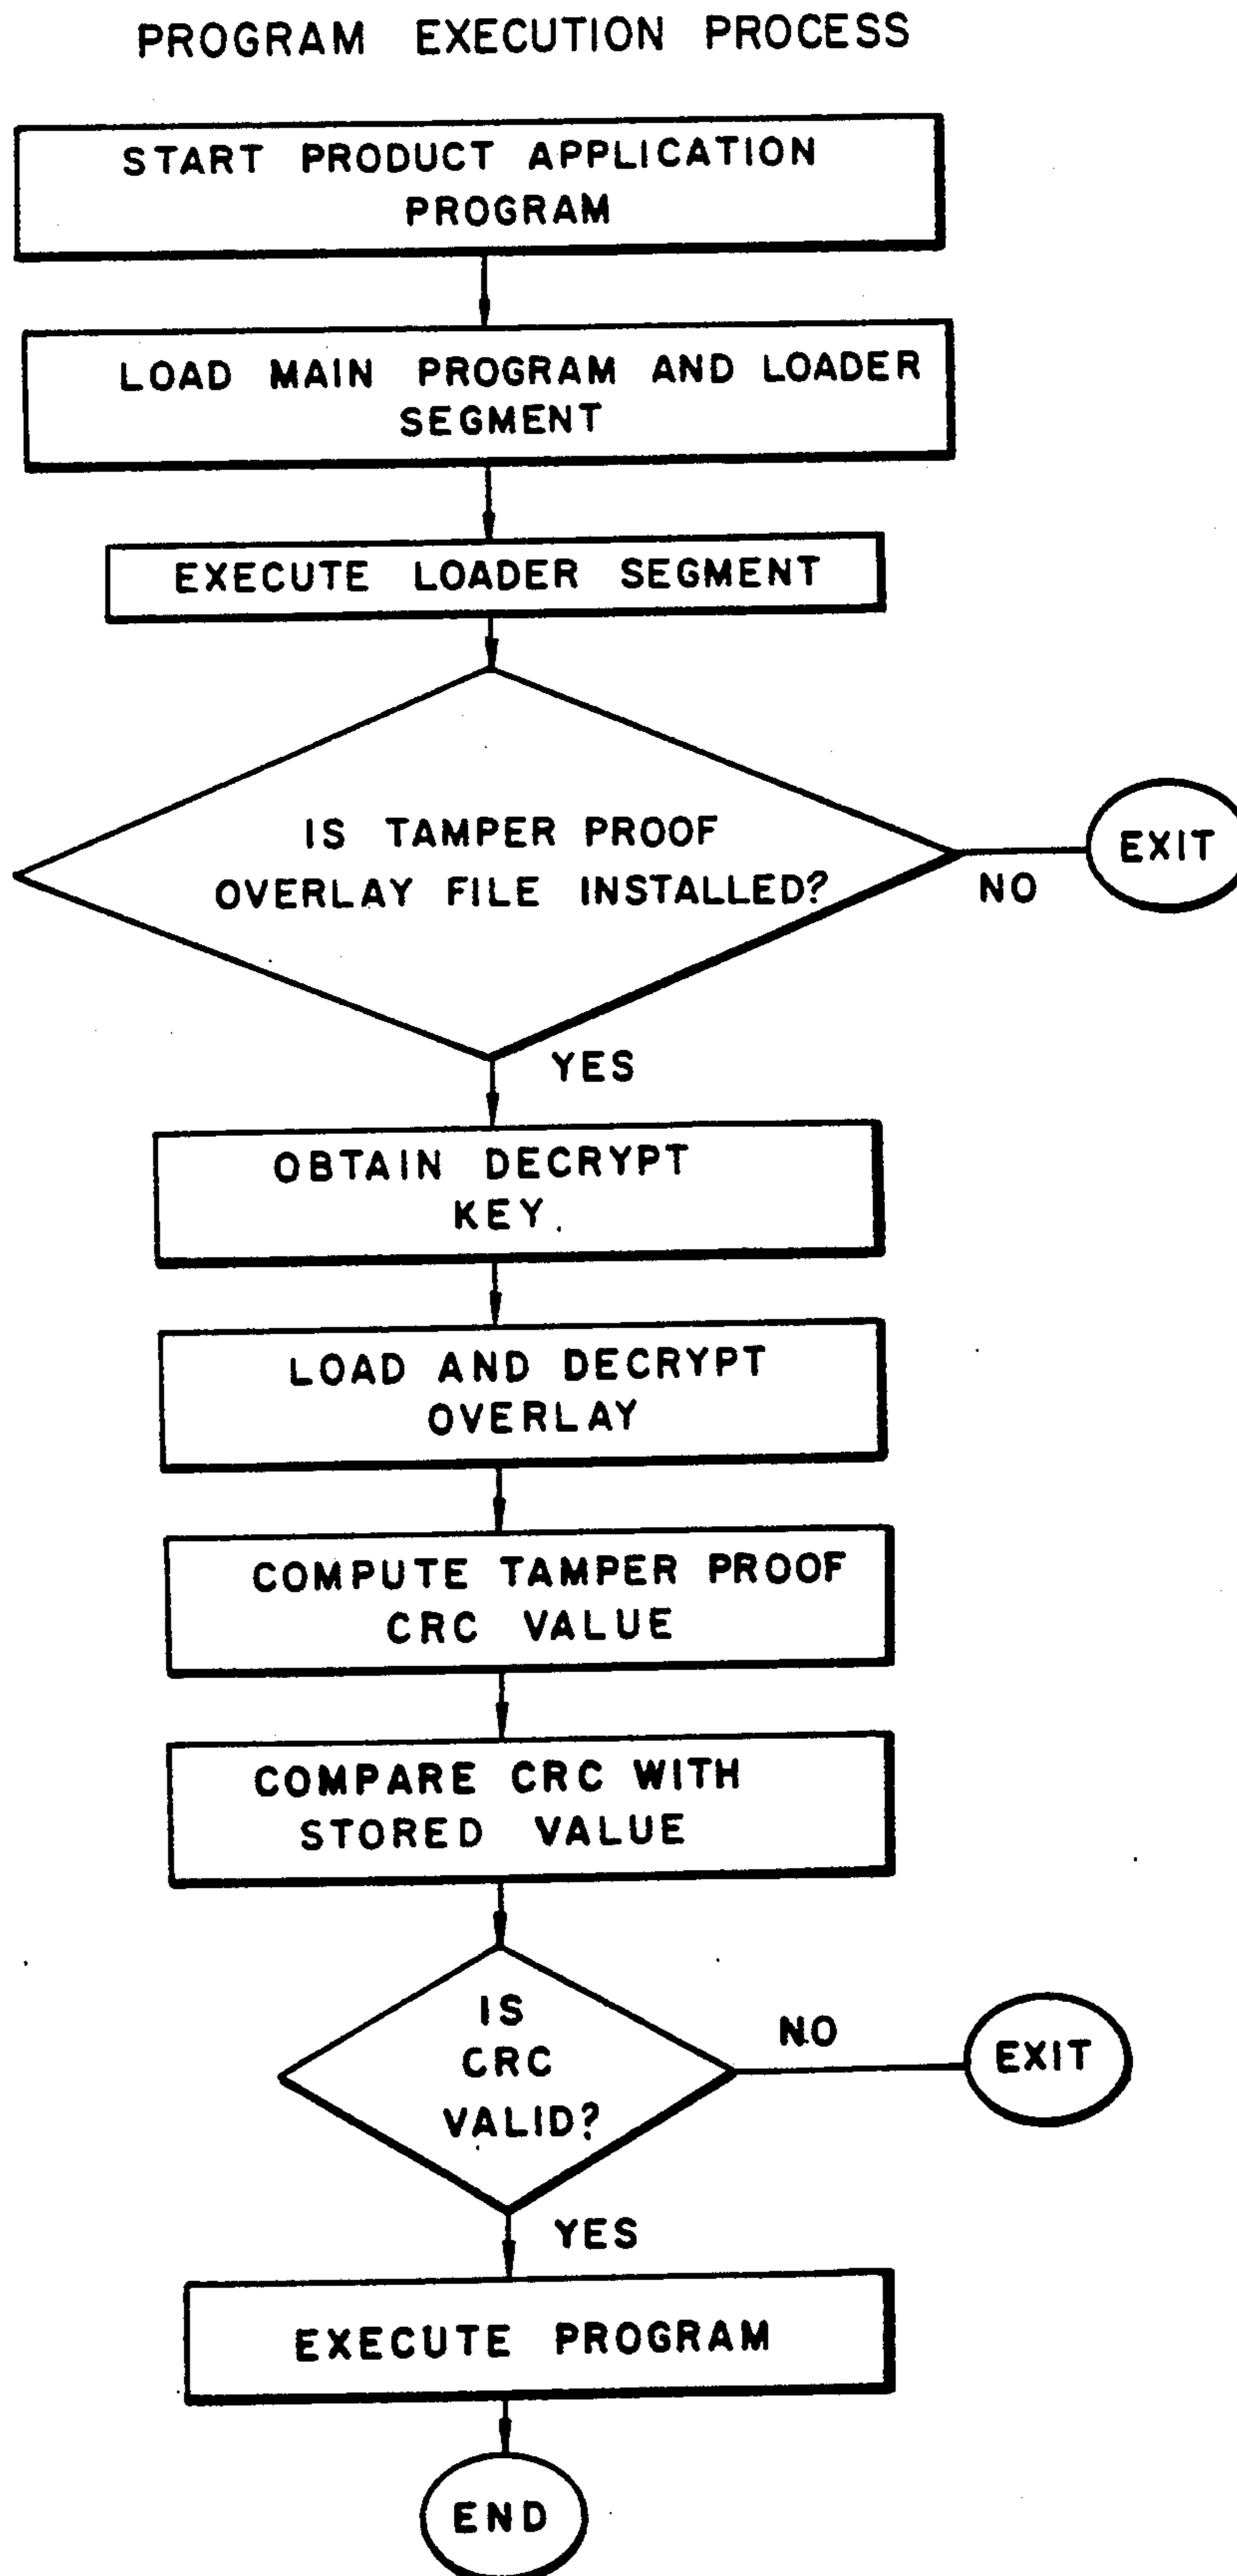 PROGRAM EXECUTION PROCESS
START PRODUCT APPLICATION
PROGRAM
LOAD MAIN PROGRAM AND LOADER
SEGMENT
EXECUTE LOADER SEGMENT
IS TAMPER PROOF
OVERLAY FILE INSTALLED?
EXIT
NO
YES
OBTAIN DECRYPT
KEY
LOAD AND DECRYPT
OVERLAY
COMPUTE TAMPER PROOF
CRC VALUE
COMPARE CRC WITH
STORED VALUE
IS
CRC
VALID?
NO
EXIT
YES
EXECUTE PROGRAM
END